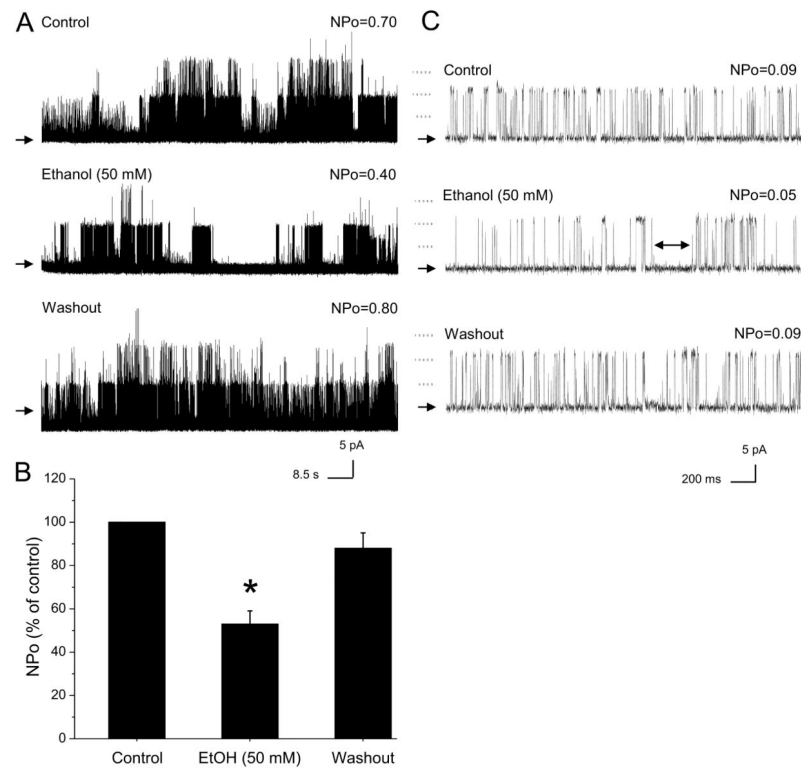 A
Control NPo=0.70
Ethanol (50 mM) NPo=0.40
Washout NPo=0.80
5 pA
8.5 s
B
120
100
80
60
40
20
0
NPo (% of control)
*
Control EtOH (50 mM) Washout
C
Control NPo=0.09
Ethanol (50 mM) NPo=0.05
Washout NPo=0.09
5 pA
200 ms